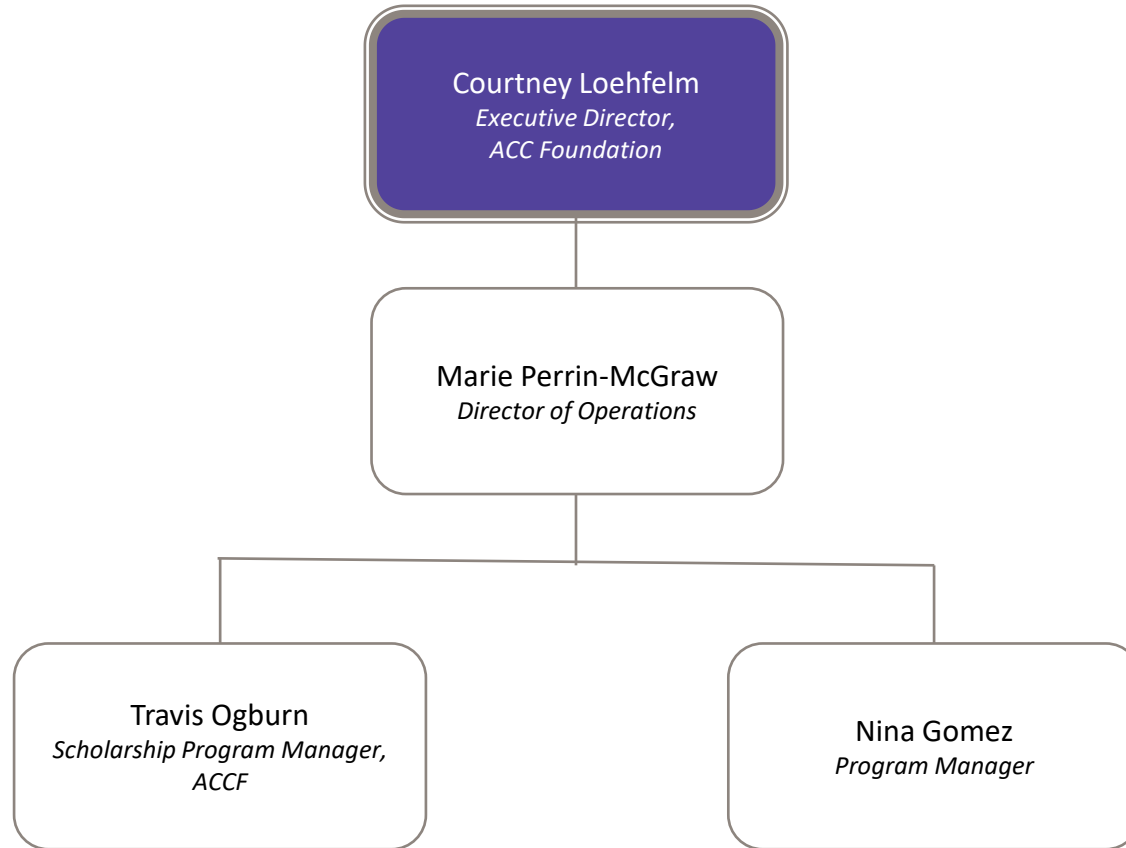 Courtney Loehfelm
Executive Director,
ACC Foundation
Marie Perrin-McGraw
Director of Operations
Travis Ogburn
Scholarship Program Manager,
ACCF
Nina Gomez
Program Manager